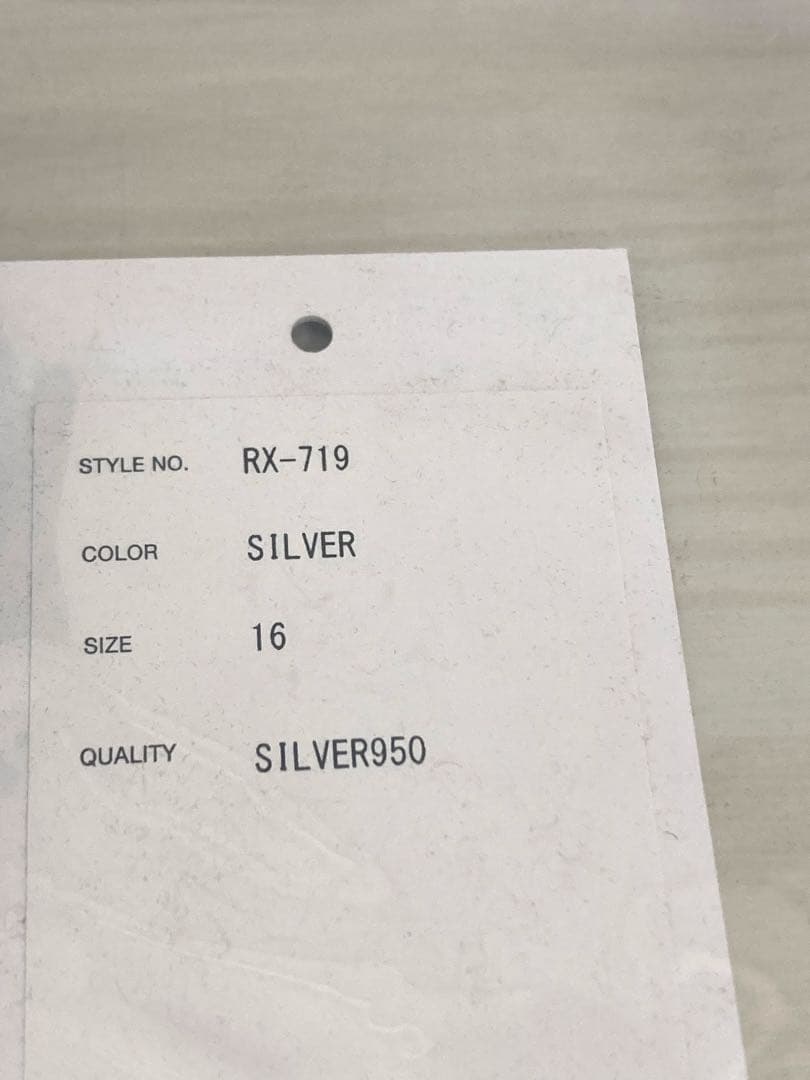 STYLE NO. RX-719
COLOR SILVER
SIZE 16
QUALITY SILVER950